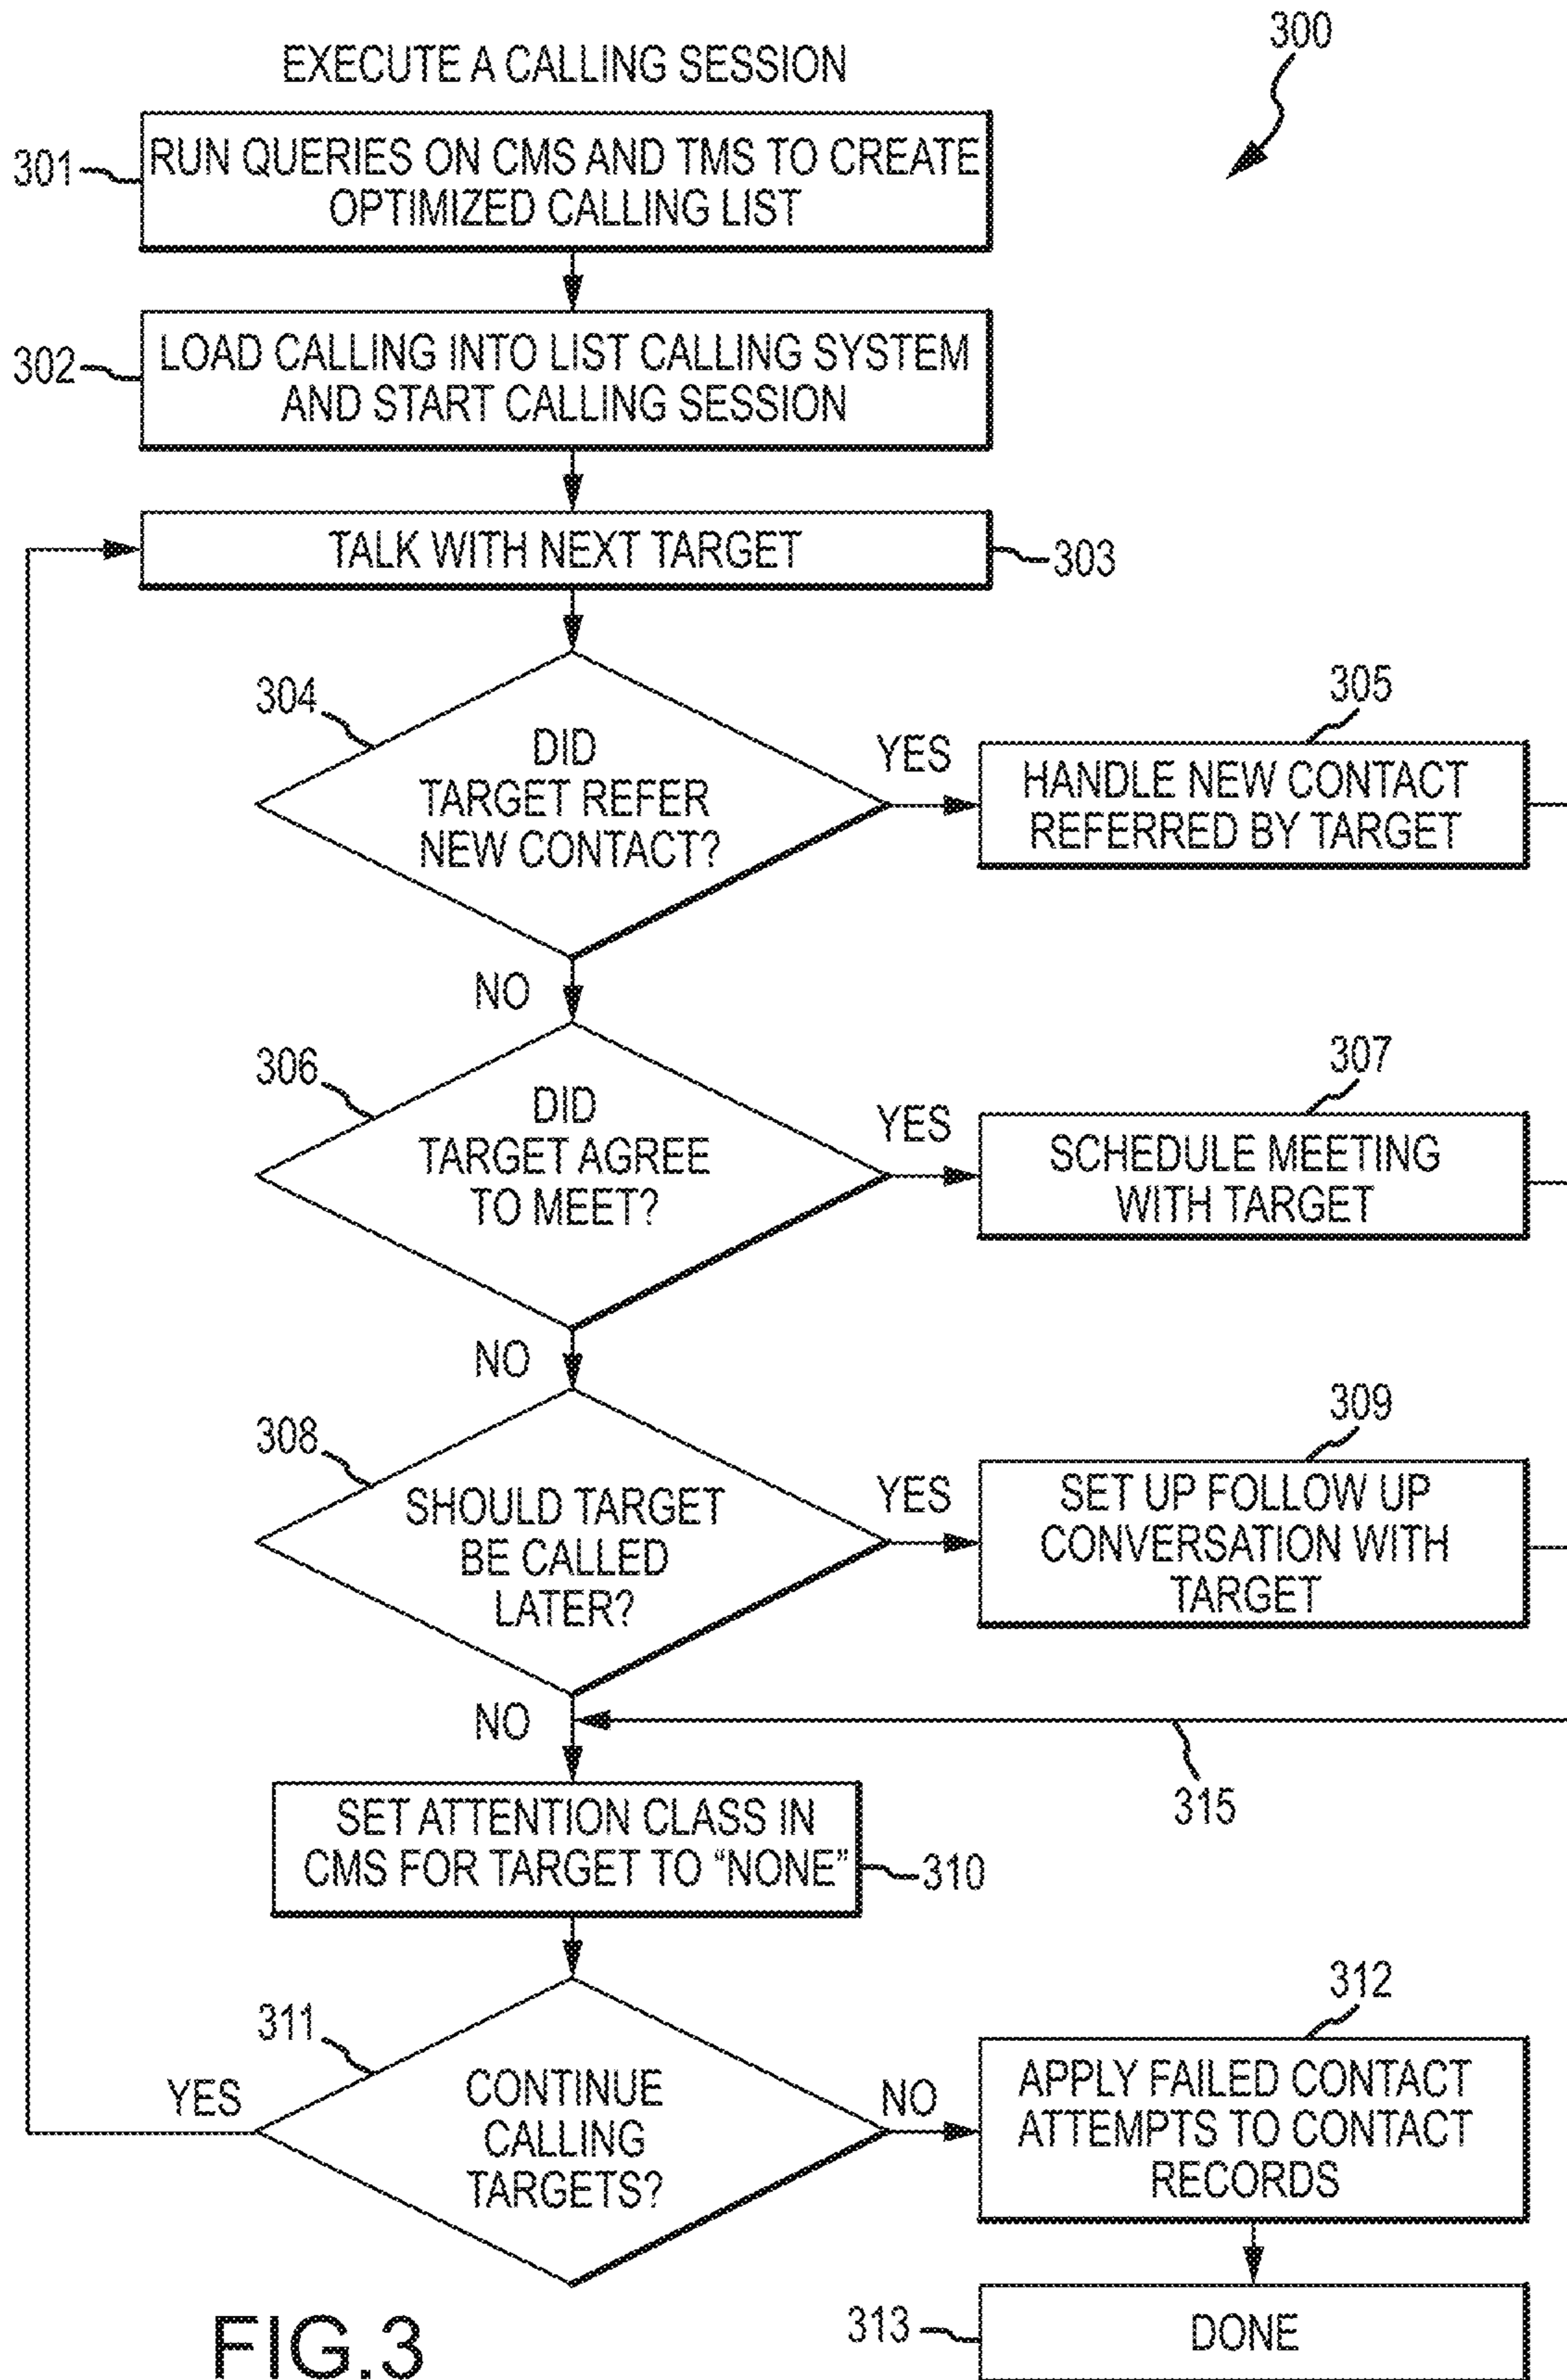 300
EXECUTE A CALLING SESSION
301
RUN QUERIES ON CMS AND TMS TO CREATE
OPTIMIZED CALLING LIST
302
LOAD CALLING INTO LIST CALLING SYSTEM
AND START CALLING SESSION
TALK WITH NEXT TARGET
303
304
DID
TARGET REFER
NEW CONTACT?
YES
305
HANDLE NEW CONTACT
REFERRED BY TARGET
NO
306
DID
TARGET AGREE
TO MEET?
YES
307
SCHEDULE MEETING
WITH TARGET
NO
308
SHOULD TARGET
BE CALLED
LATER?
YES
309
SET UP FOLLOW UP
CONVERSATION WITH
TARGET
NO
315
SET ATTENTION CLASS IN
CMS FOR TARGET TO “NONE”
310
311
YES
CONTINUE
CALLING
TARGETS?
NO
312
APPLY FAILED CONTACT
ATTEMPTS TO CONTACT
RECORDS
313
DONE
FIG.3